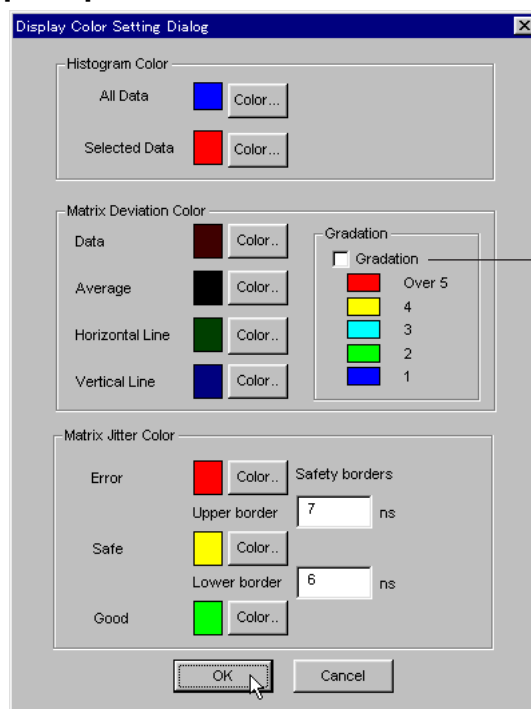 Display Color Setting Dialog
Histogram Color
All Data Color...
Selected Data Color...
Matrix Deviation Color
Data Color..
Average Color..
Horizontal Line Color..
Vertical Line Color..
Gradation
Gradation
Over 5
4
3
2
1
Matrix Jitter Color
Error Color.. Safety borders
Upper border 7 ns
Safe Color..
Lower border 6 ns
Good Color..
OK Cancel